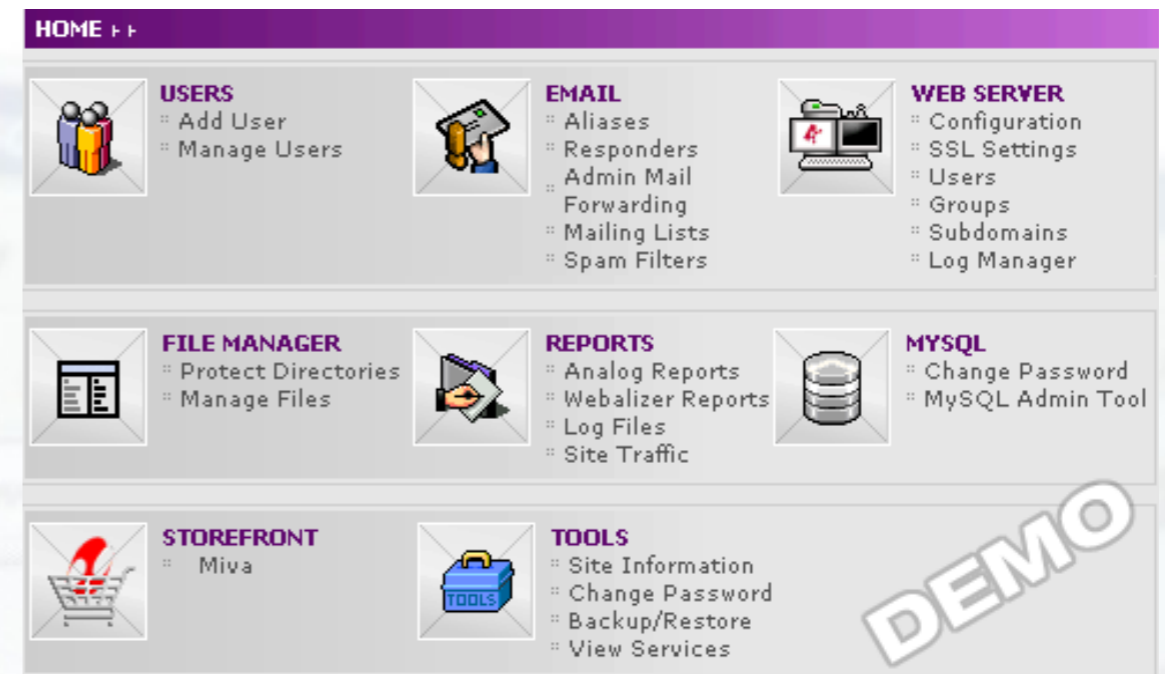 HOME
USERS
Add User
Manage Users
EMAIL
Aliases
Responders
Admin Mail
Forwarding
Mailing Lists
Spam Filters
WEB SERVER
Configuration
SSL Settings
Users
Groups
Subdomains
Log Manager
FILE MANAGER
Protect Directories
Manage Files
REPORTS
Analog Reports
Webalizer Reports
Log Files
Site Traffic
MYSQL
Change Password
MySQL Admin Tool
STOREFRONT
Miva
TOOLS
TOOLS
Site Information
Change Password
Backup/Restore
View Services
DEMO